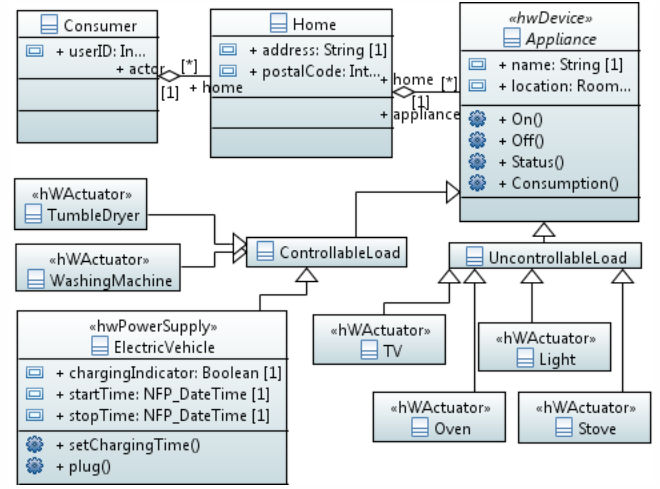 Consumer
+ userID: In...
+ actor
[*]
[1]
+ home
Home
+ address: String [1]
+ postalCode: Int...
+ home
[*]
[1]
+ appliance
«hwDevice»
Appliance
+ name: String [1]
+ location: Room...
+ On()
+ Off()
+ Status()
+ Consumption()
«hWActuator»
TumbleDryer
«hWActuator»
WashingMachine
ControllableLoad
UncontrollableLoad
«hwPowerSupply»
ElectricVehicle
+ chargingIndicator: Boolean [1]
+ startTime: NFP_DateTime [1]
+ stopTime: NFP_DateTime [1]
+ setChargingTime()
+ plug()
«hWActuator»
TV
«hWActuator»
Light
«hWActuator»
Oven
«hWActuator»
Stove